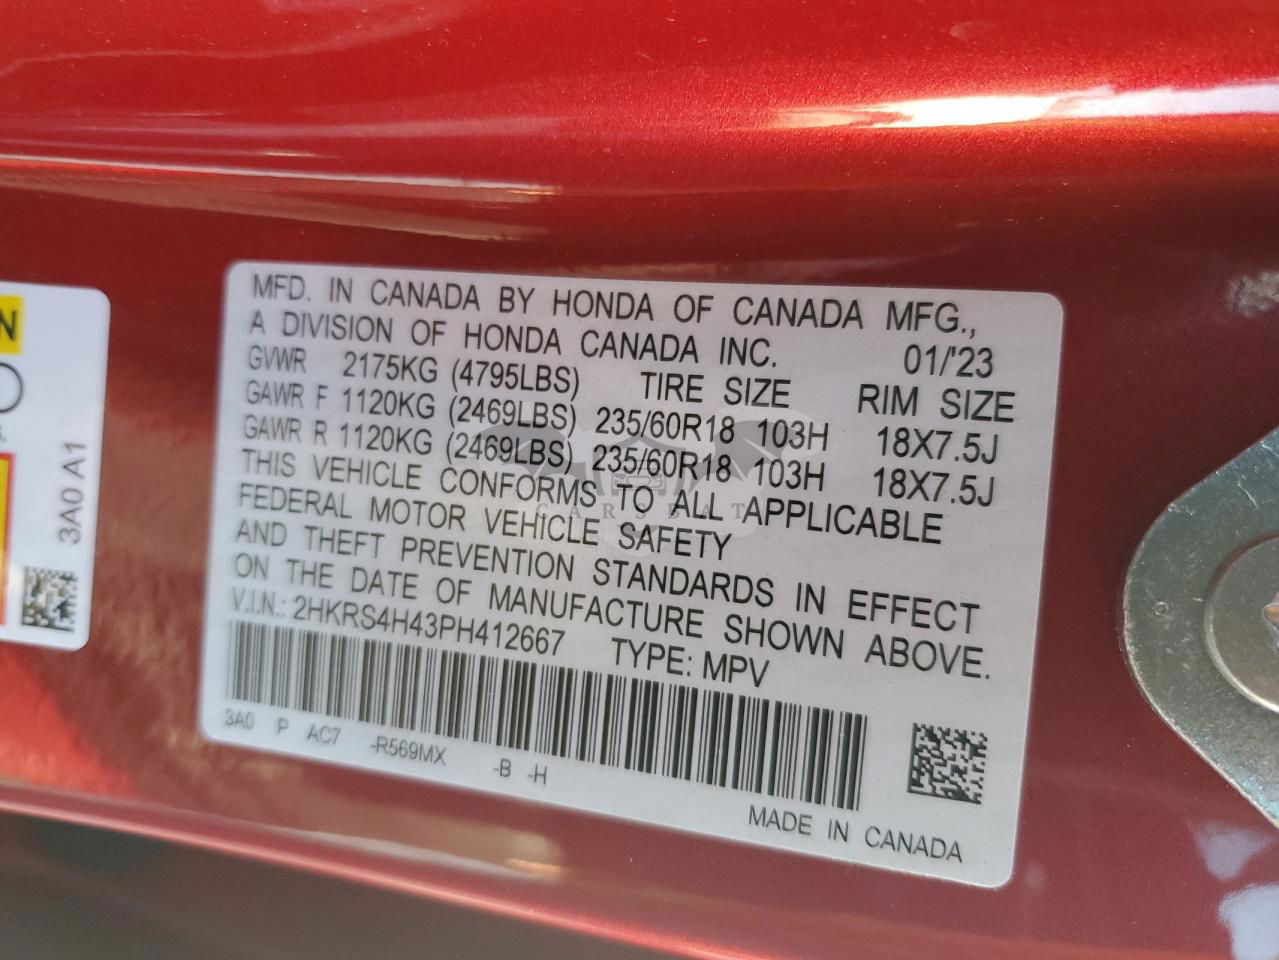 MFD. IN CANADA BY HONDA OF CANADA MFG.,
A DIVISION OF HONDA CANADA INC. 01/'23
GVWR 2175KG (4795LBS) TIRE SIZE RIM SIZE
GAWR F 1120KG (2469LBS) 235/60R18 103H 18X7.5J
GAWR R 1120KG (2469LBS) 235/60R18 103H 18X7.5J
THIS VEHICLE CONFORMS TO ALL APPLICABLE
FEDERAL MOTOR VEHICLE SAFETY
AND THEFT PREVENTION STANDARDS IN EFFECT
ON THE DATE OF MANUFACTURE SHOWN ABOVE.
V.I.N.: 2HKRS4H43PH412667 TYPE: MPV
3A0 P AC7 -R569MX -B -H
MADE IN CANADA
3A0 A1
CARSBAT